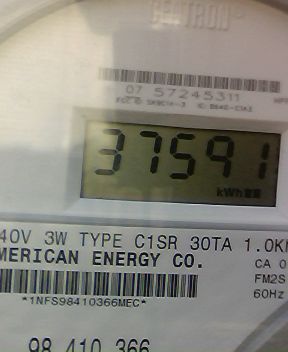 CENTRON
07 57245311
37591
kWh
40V 3W TYPE C1SR 30TA 1.0K
MERICAN ENERGY CO.
CA 0
FM2S
60Hz
*1NFS98410366MEC*
98 410 366